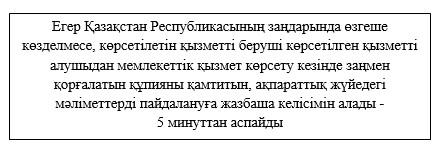 Егер Қазақстан Республикасының заңдарында өзгеше
көзделмесе, көрсетілетін қызметті беруші көрсетілген қызметті
алушыдан мемлекеттік қызмет көрсету кезінде заңмен
қорғалатын құпияны қамтитын, ақпараттық жүйедегі
мәліметтерді пайдалануға жазбаша келісімін алады -
5 минуттан аспайды